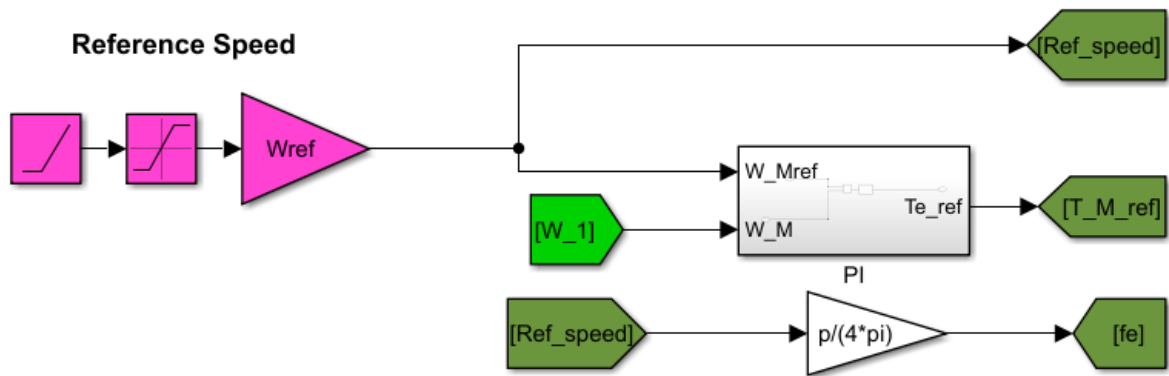 Reference Speed
[Ref_speed]
Wref
W_Mref
Te_ref
[T_M_ref]
[W_1]
W_M
PI
[Ref_speed]
p/(4*pi)
[fe]